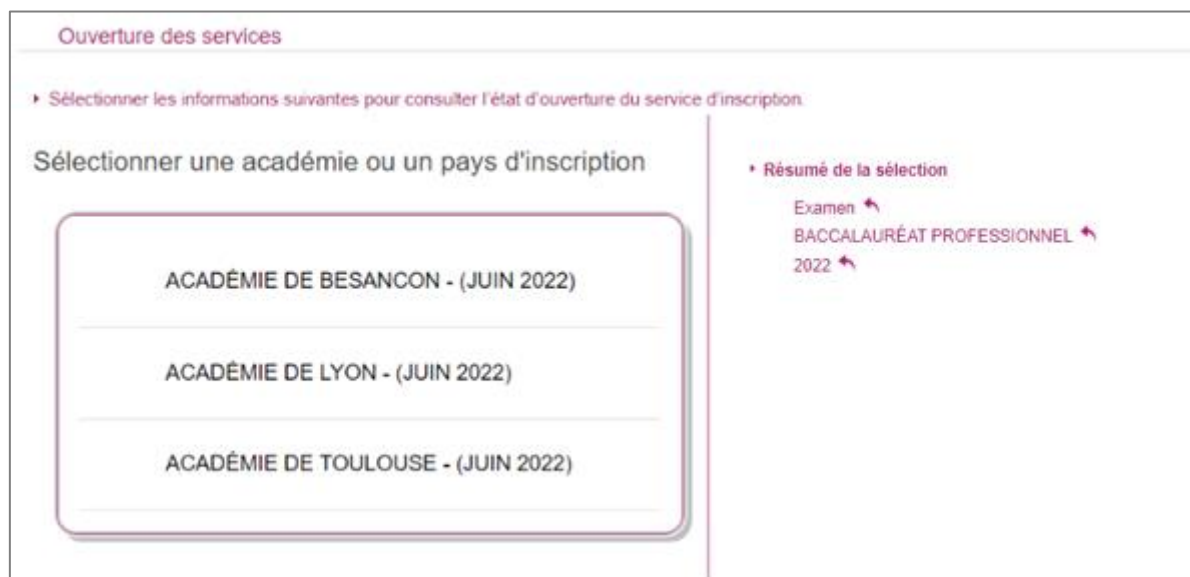 Ouverture des services
Sélectionner les informations suivantes pour consulter l'état d'ouverture du service d'inscription
Sélectionner une académie ou un pays d'inscription
ACADÉMIE DE BESANCON - (JUIN 2022)
ACADÉMIE DE LYON - (JUIN 2022)
ACADÉMIE DE TOULOUSE - (JUIN 2022)
Résumé de la sélection
Examen
BACCALAURÉAT PROFESSIONNEL
2022